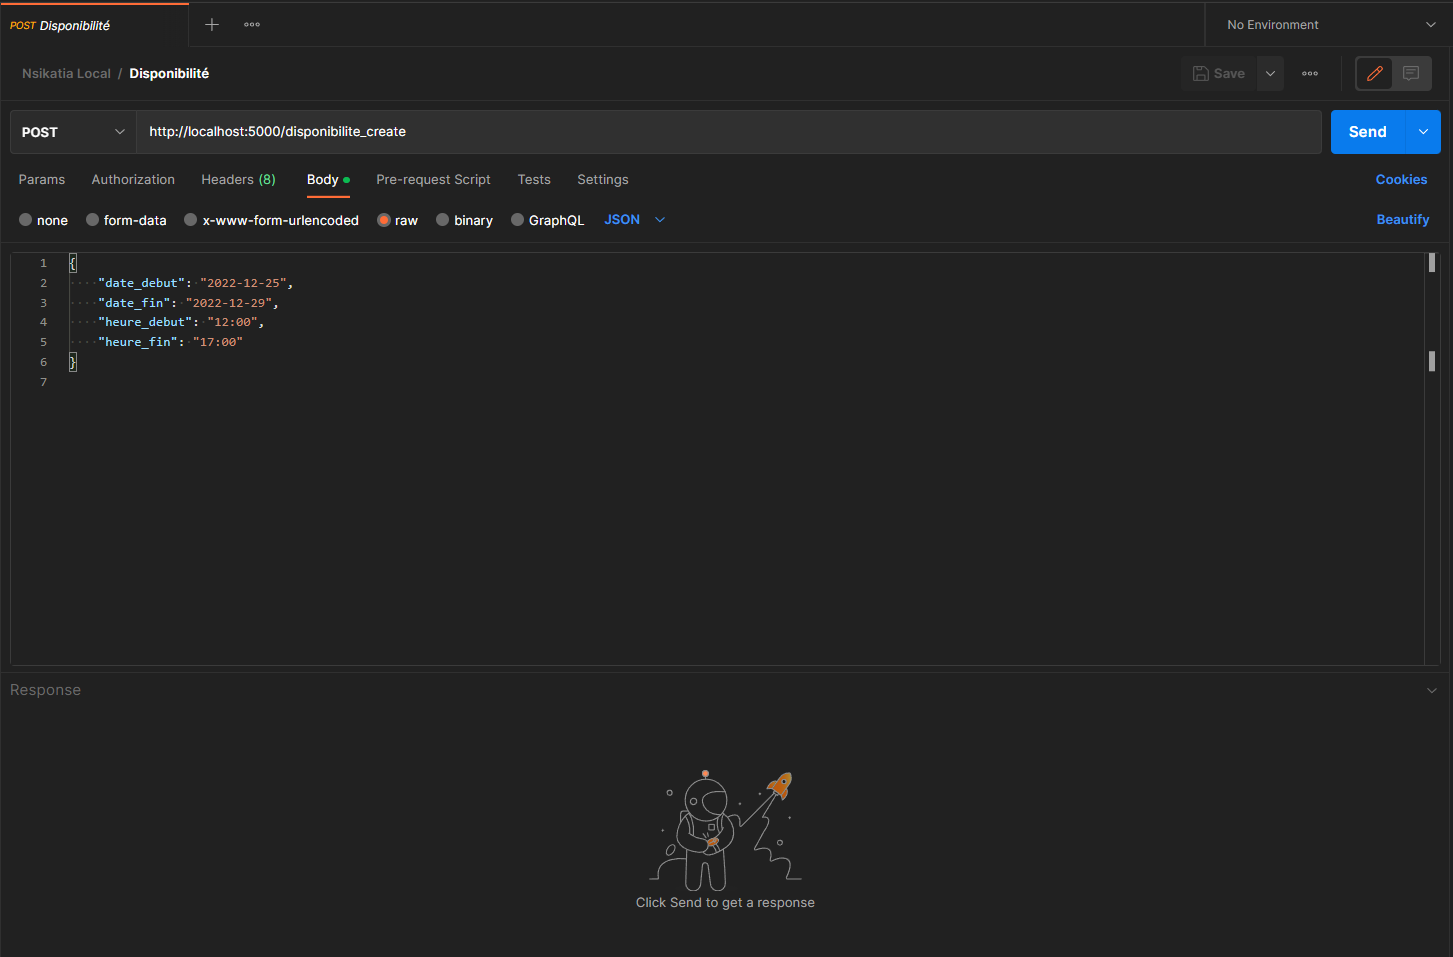 POST Disponibilité
No Environment
Nsikatia Local / Disponibilité
Save
POST
http://localhost:5000/disponibilite_create
Send
Params Authorization Headers (8) Body Pre-request Script Tests Settings Cookies
none form-data x-www-form-urlencoded raw binary GraphQL JSON Beautify
1 {
2 "date_debut": "2022-12-25",
3 "date_fin": "2022-12-29",
4 "heure_debut": "12:00",
5 "heure_fin": "17:00"
6 }
7
Response
Click Send to get a response